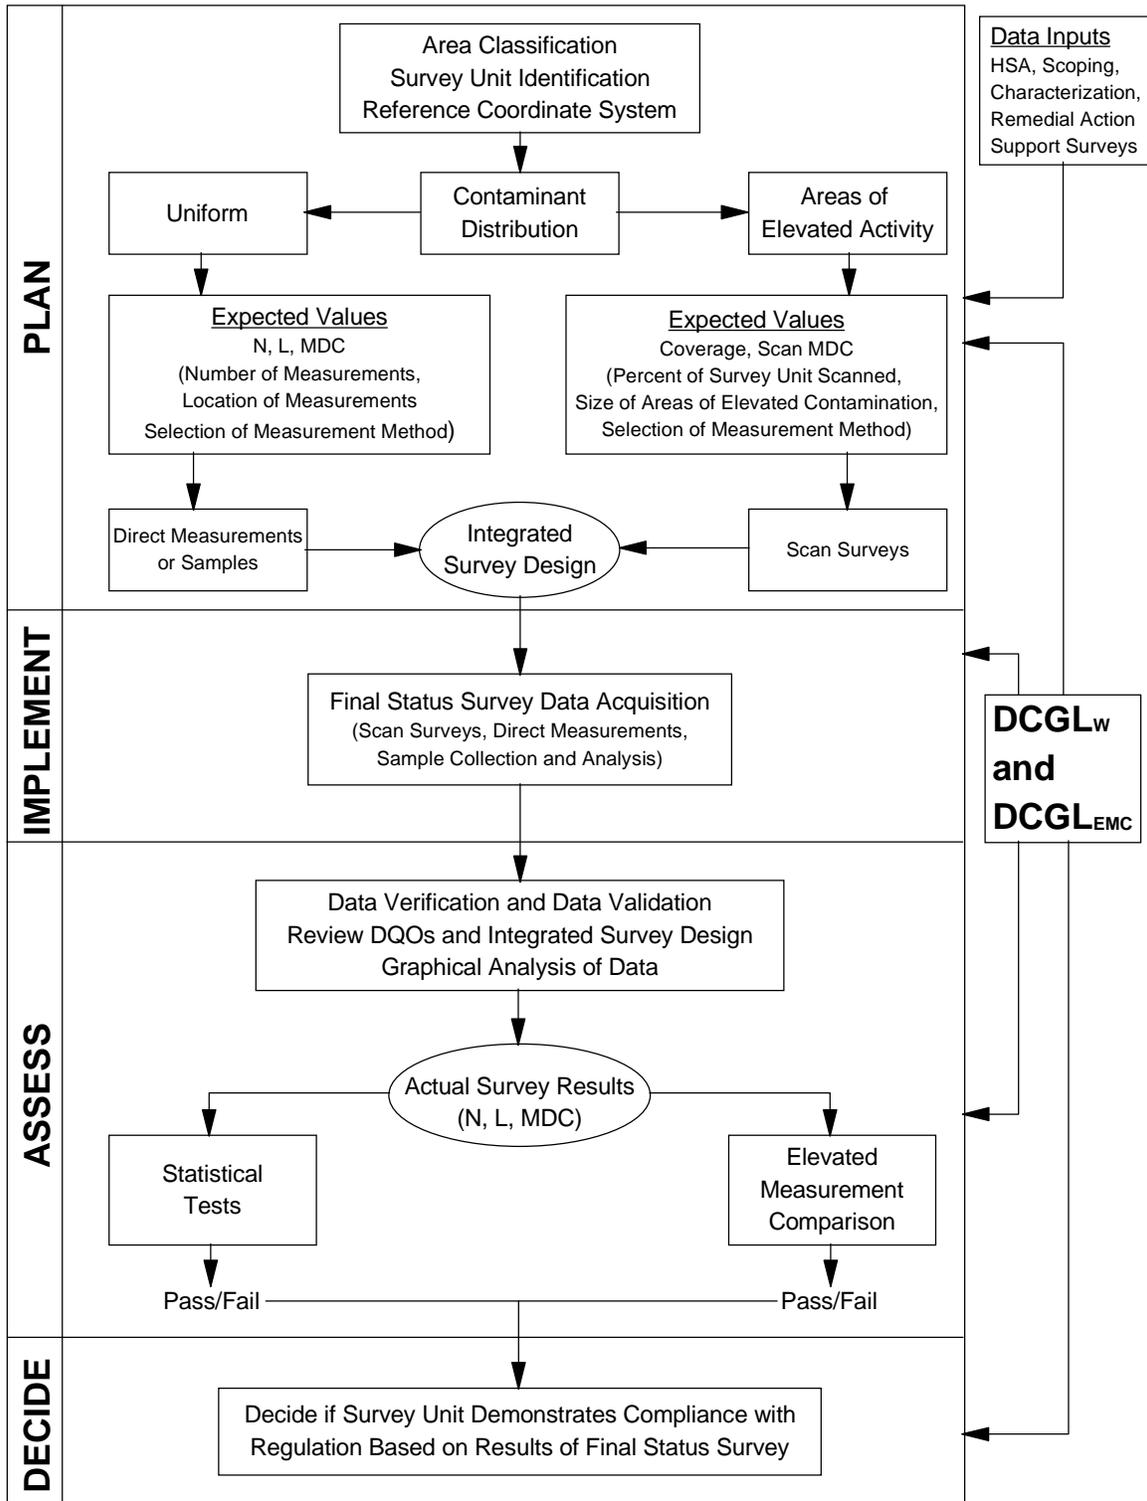 PLAN
Area Classification
Survey Unit Identification
Reference Coordinate System
Data Inputs
HSA, Scoping,
Characterization,
Remedial Action
Support Surveys
Uniform
Contaminant
Distribution
Areas of
Elevated Activity
Expected Values
N, L, MDC
(Number of Measurements,
Location of Measurements
Selection of Measurement Method)
Expected Values
Coverage, Scan MDC
(Percent of Survey Unit Scanned,
Size of Areas of Elevated Contamination,
Selection of Measurement Method)
Direct Measurements
or Samples
Integrated
Survey Design
Scan Surveys
IMPLEMENT
Final Status Survey Data Acquisition
(Scan Surveys, Direct Measurements,
Sample Collection and Analysis)
DCGLW
and
DCGLEMC
ASSESS
Data Verification and Data Validation
Review DQOs and Integrated Survey Design
Graphical Analysis of Data
Actual Survey Results
(N, L, MDC)
Statistical
Tests
Elevated
Measurement
Comparison
Pass/Fail
Pass/Fail
DECIDE
Decide if Survey Unit Demonstrates Compliance with
Regulation Based on Results of Final Status Survey